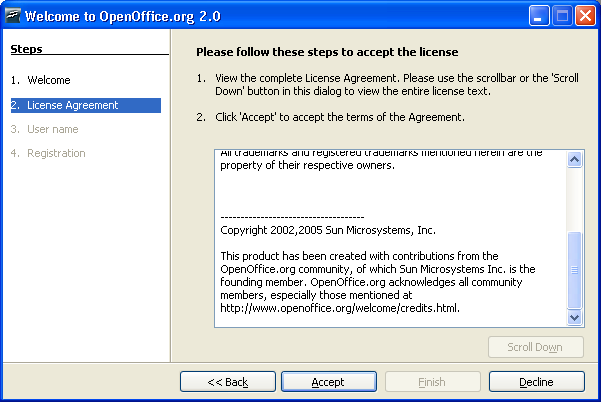 Welcome to OpenOffice.org 2.0
Steps
1. Welcome
2. License Agreement
3. User name
4. Registration
Please follow these steps to accept the license
1. View the complete License Agreement. Please use the scrollbar or the 'Scroll
Down' button in this dialog to view the entire license text.
2. Click 'Accept' to accept the terms of the Agreement.
All trademarks and registered trademarks mentioned herein are the
property of their respective owners.
------------------------------------
Copyright 2002,2005 Sun Microsystems, Inc.
This product has been created with contributions from the
OpenOffice.org community, of which Sun Microsystems Inc. is the
founding member. OpenOffice.org acknowledges all community
members, especially those mentioned at
http://www.openoffice.org/welcome/credits.html.
Scroll Down
<< Back
Accept
Finish
Decline